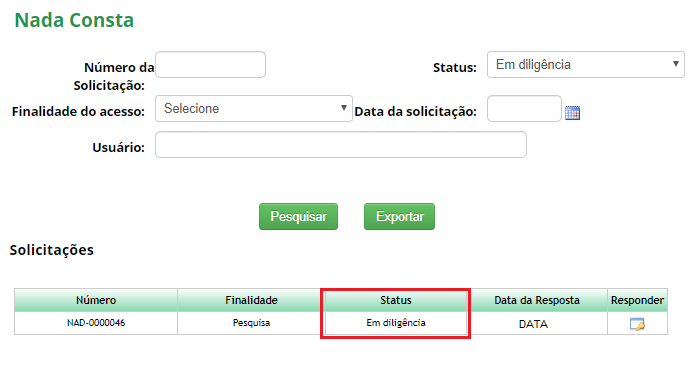 Nada Consta
Número da Solicitação:
Status: Em diligência
Finalidade do acesso: Selecione
Data da solicitação:
Usuário:
Pesquisar Exportar
Solicitações
Número Finalidade Status Data da Resposta Responder
NAD-0000046 Pesquisa Em diligência DATA